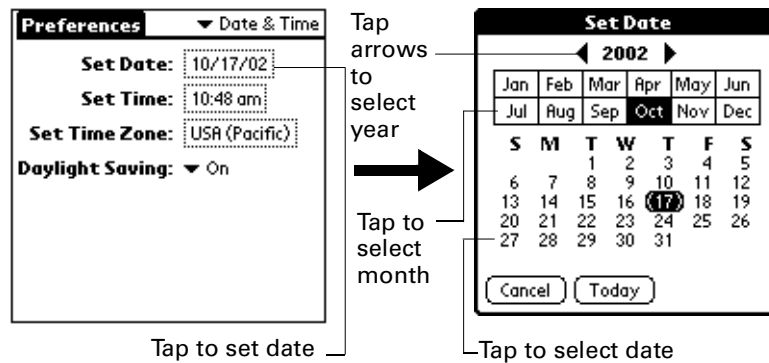 Preferences
Date & Time
Set Date: 10/17/02
Set Time: 10:48 am
Set Time Zone: USA (Pacific)
Daylight Saving: On
Tap to set date
Tap
arrows
to
select
year
Tap to
select
month
Set Date
2002
Jan Feb Mar Apr May Jun
Jul Aug Sep Oct Nov Dec
S M T W T F S
1 2 3 4 5
6 7 8 9 10 11 12
13 14 15 16 17 18 19
20 21 22 23 24 25 26
27 28 29 30 31
Cancel Today
Tap to select date